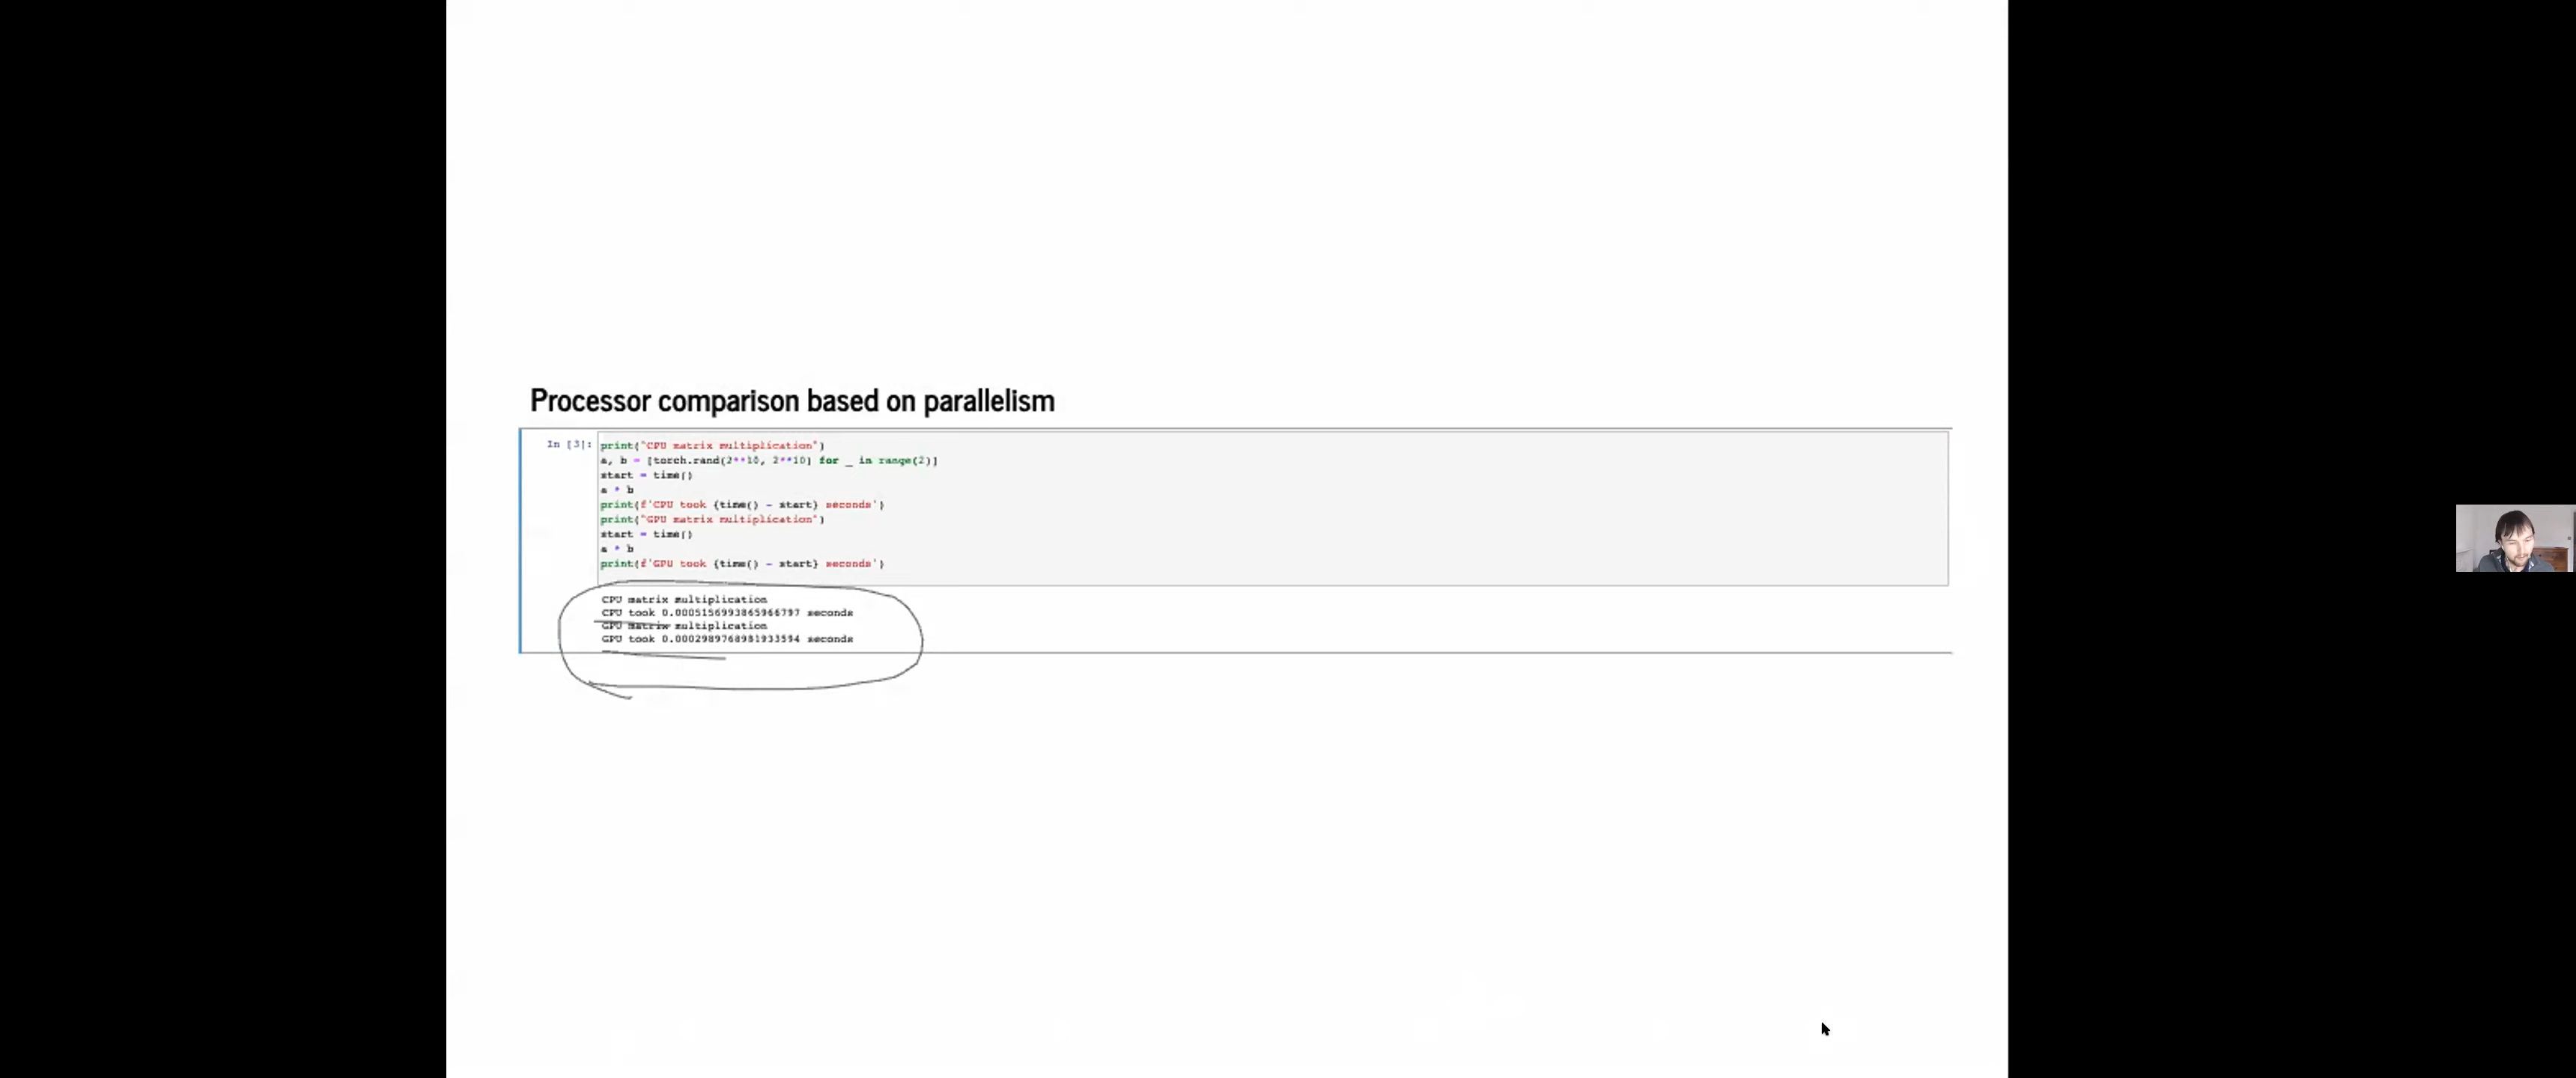 Processor comparison based on parallelism
In [3]: print("CPU matrix multiplication")
a, b = [torch.rand(2**10, 2**10) for _ in range(2)]
start = time()
a * b
print(f'CPU took {time() - start} seconds')
print("GPU matrix multiplication")
start = time()
a * b
print(f'GPU took {time() - start} seconds')
CPU matrix multiplication
CPU took 0.0005156993865966797 seconds
GPU matrix multiplication
GPU took 0.0002989768981933594 seconds